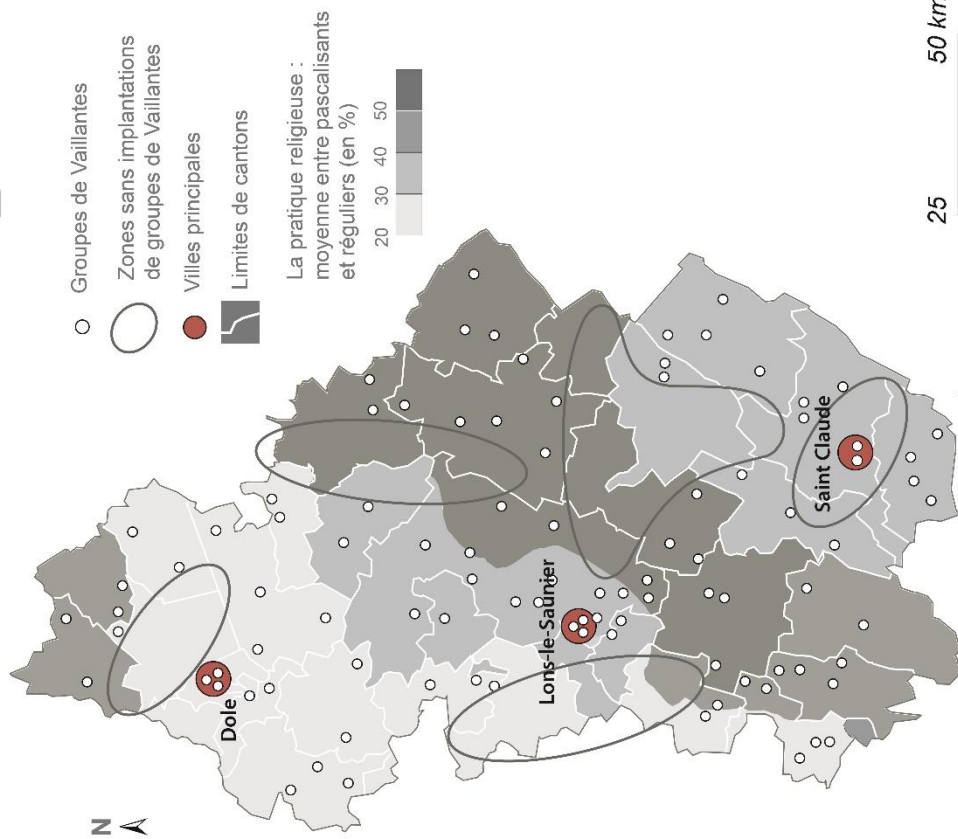 N
Groupes de Vaillantes
Zones sans implantations
de groupes de Vaillantes
Villes principales
Limites de cantons
La pratique religieuse :
moyenne entre pascalisants
et réguliers (en %)
20 30 40 50
Dole
Lons-le-Saunier
Saint Claude
25 50 km